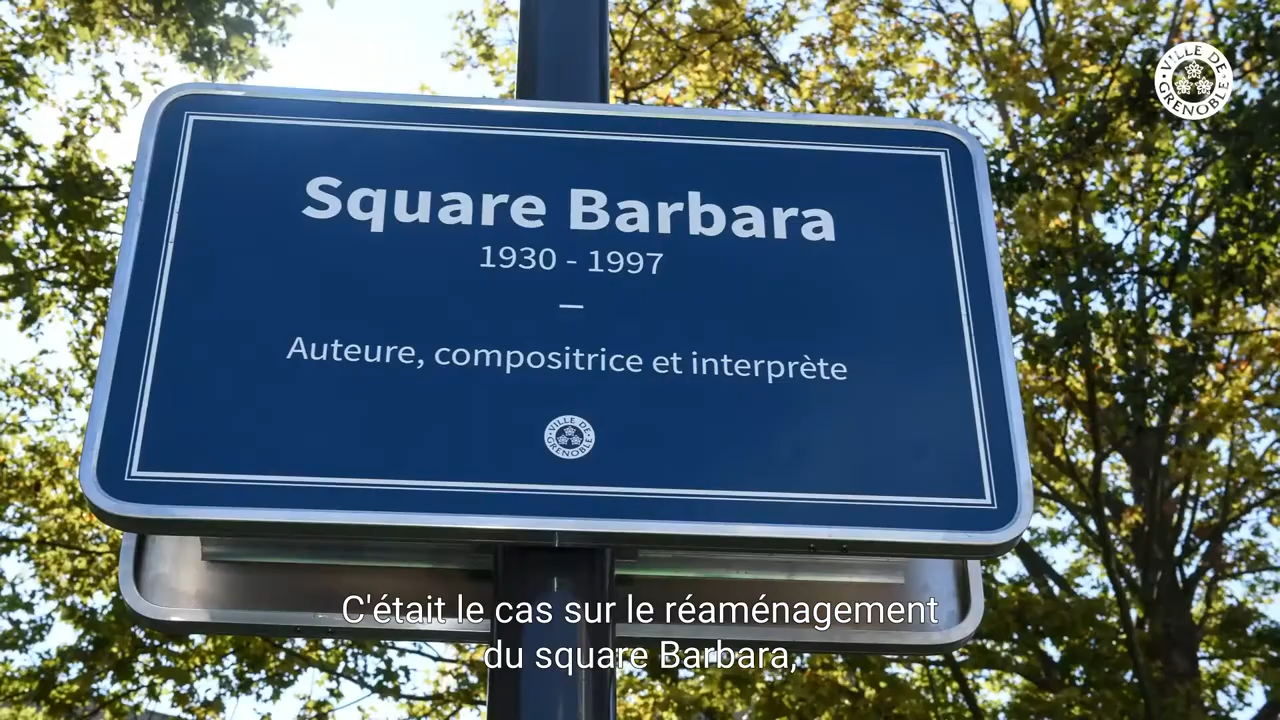 VILLE DE
GRENOBLE
Square Barbara
1930 - 1997
Auteure, compositrice et interprète
VILLE DE
GRENOBLE
C'était le cas sur le réaménagement
du square Barbara,